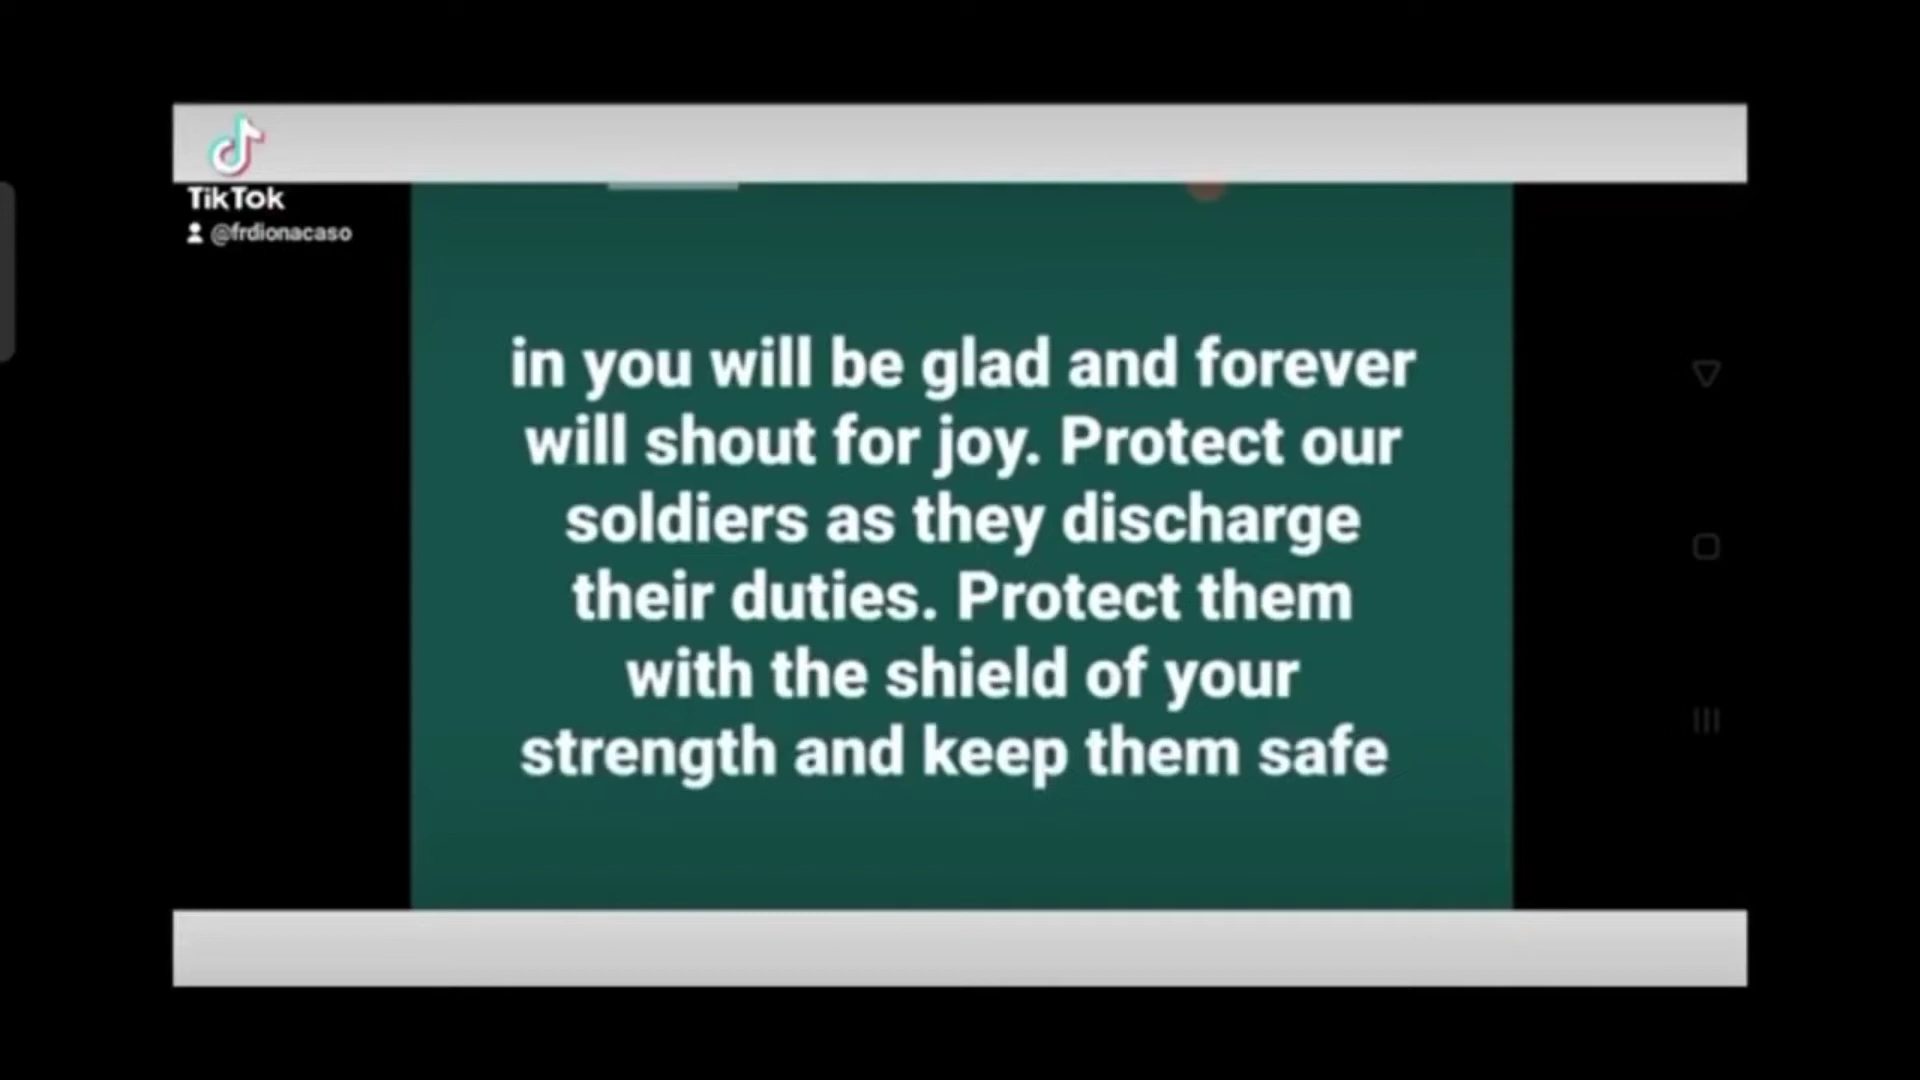 TikTok
@frdionacaso
in you will be glad and forever
will shout for joy. Protect our
soldiers as they discharge
their duties. Protect them
with the shield of your
strength and keep them safe